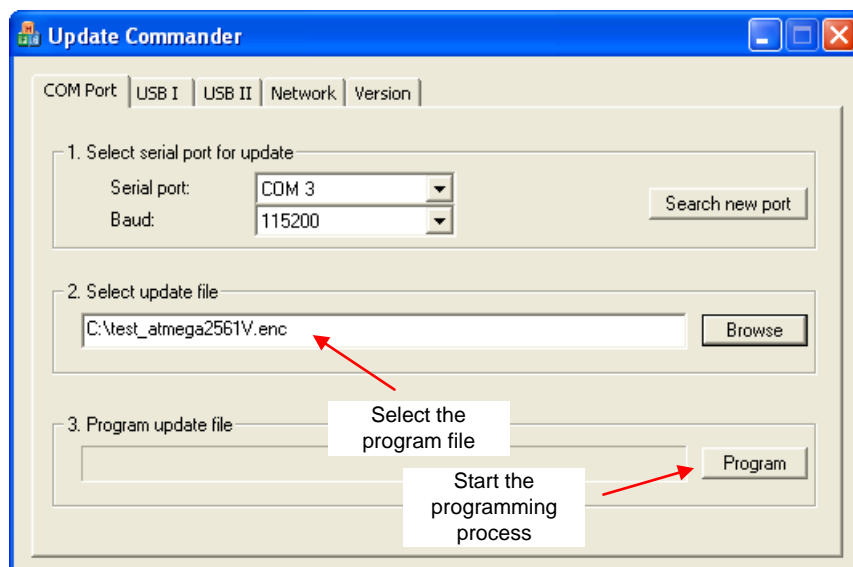 Update Commander
COM Port USB I USB II Network Version
1. Select serial port for update
Serial port: COM 3
Search new port
Baud: 115200
2. Select update file
C:\test_atmega2561V.enc Browse
Select the
program file
3. Program update file
Program
Start the
programming
process